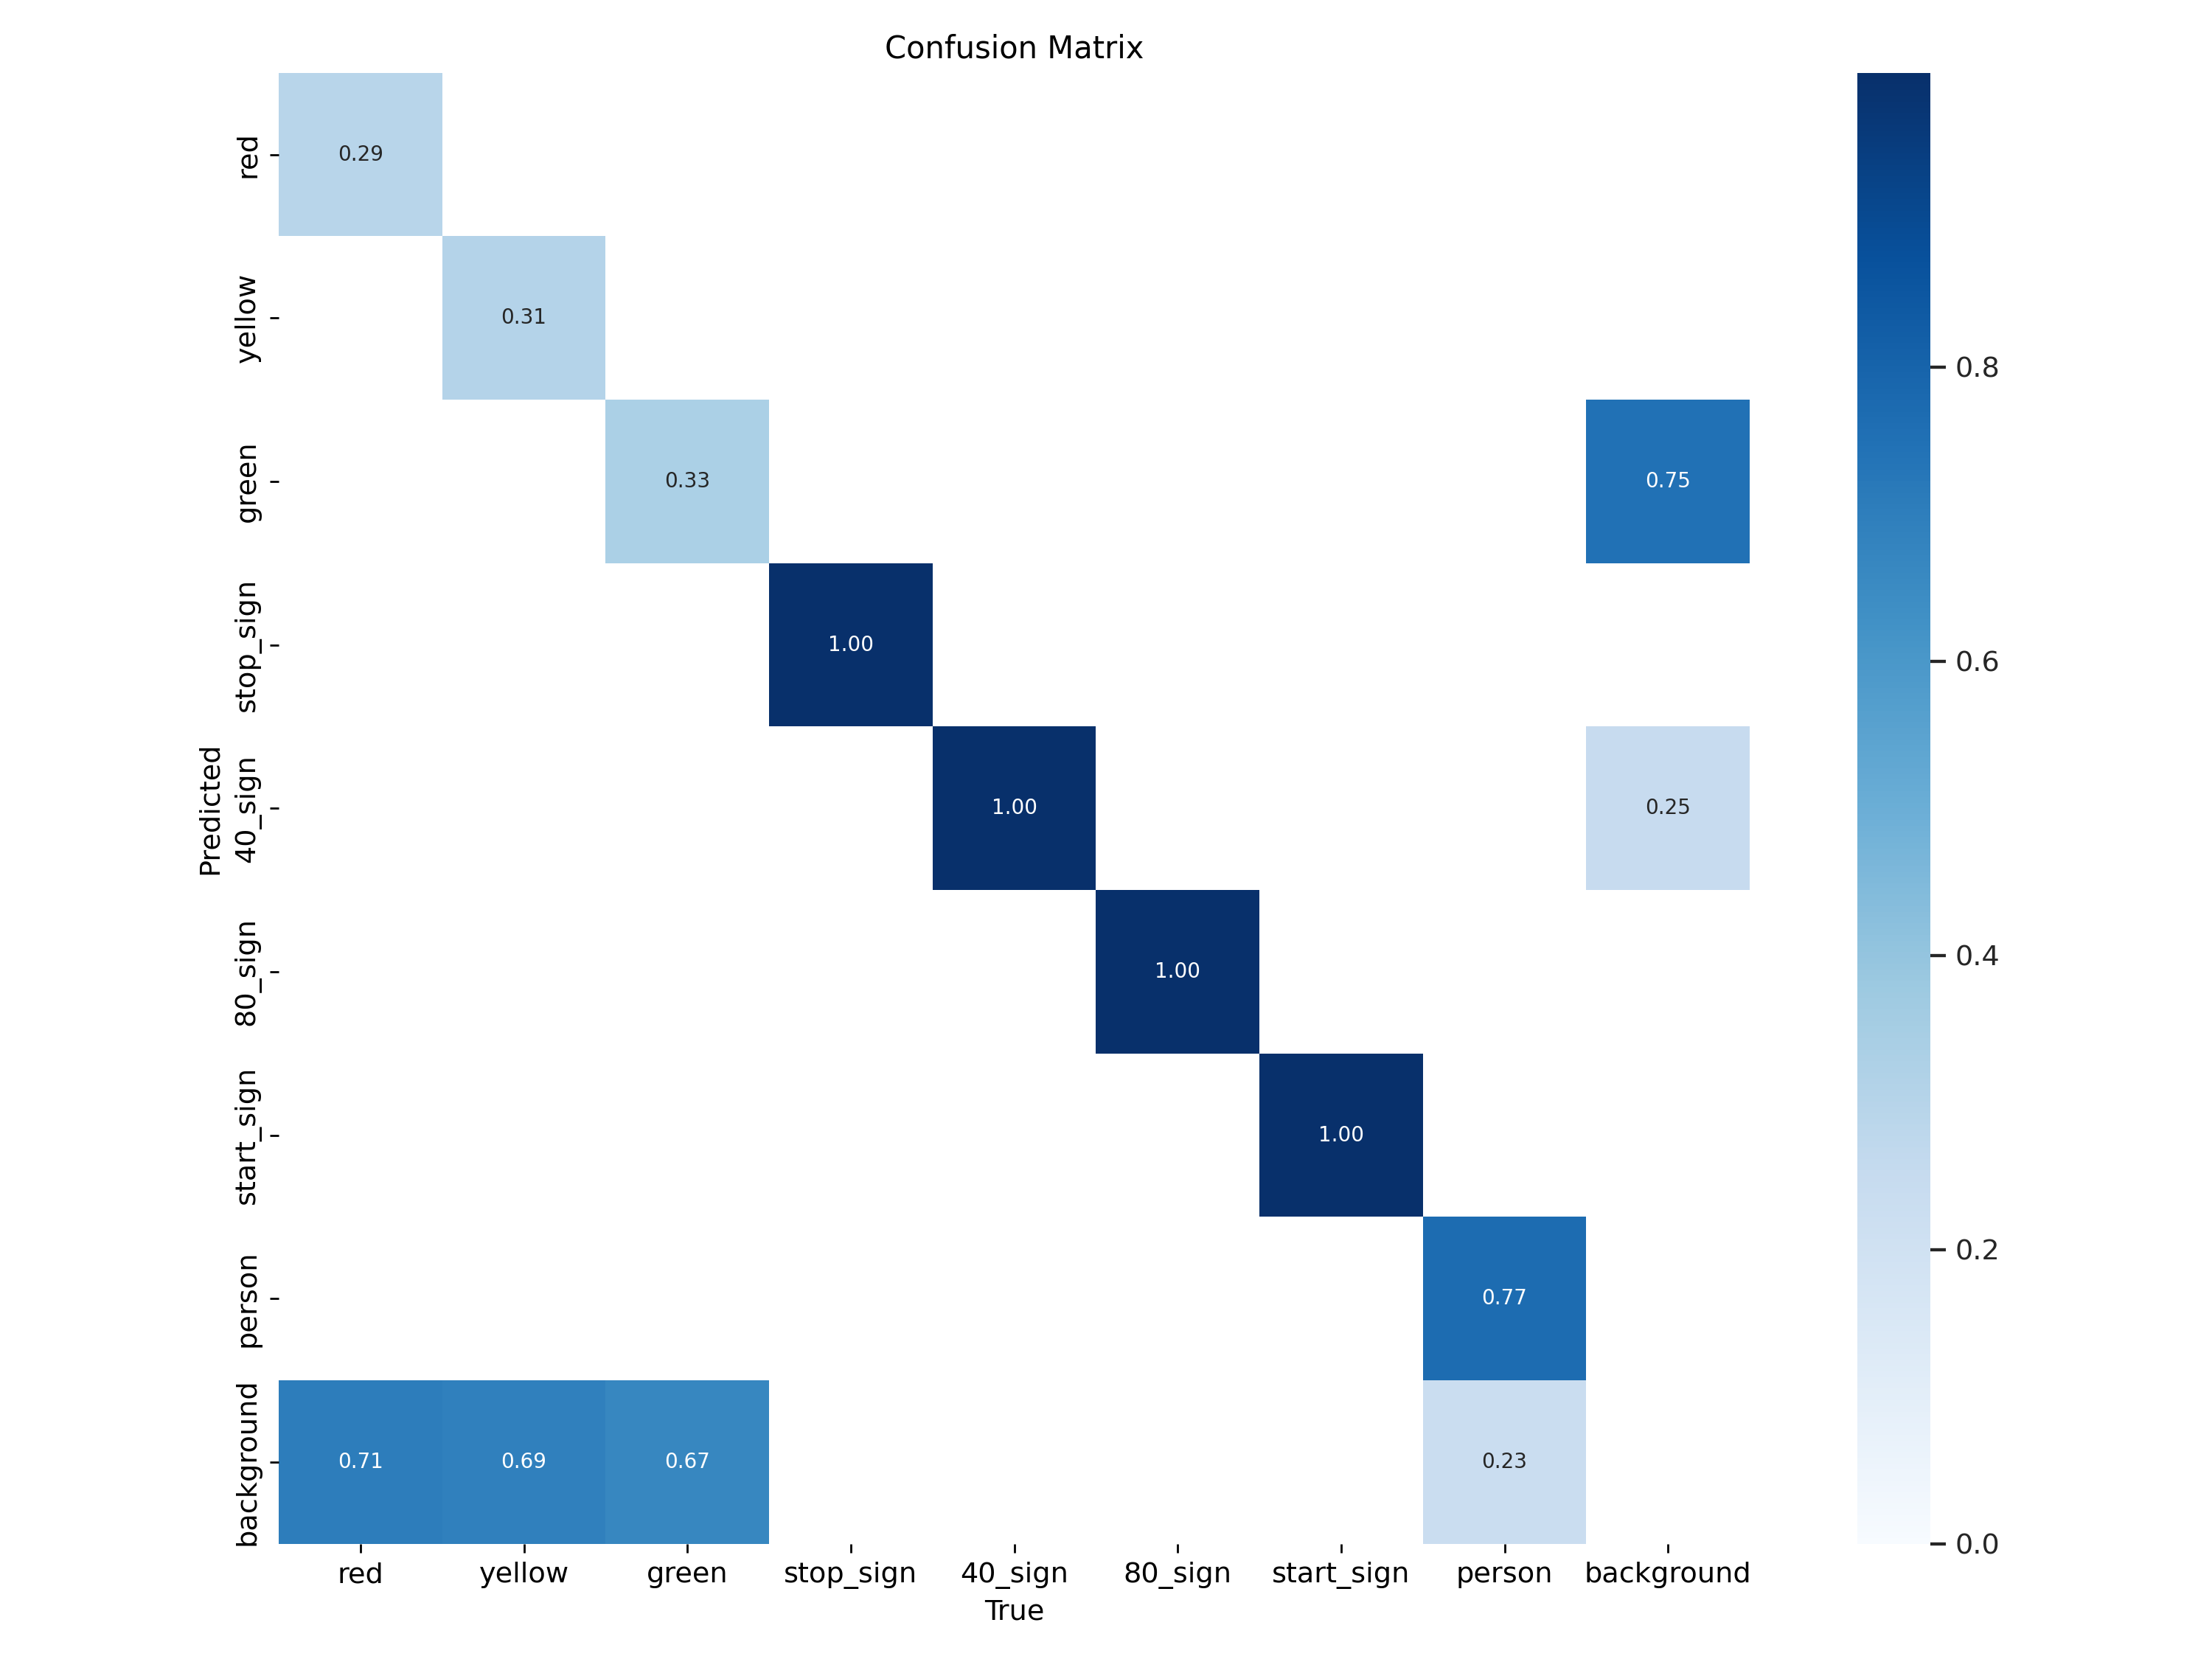 Confusion Matrix
red
0.29
yellow
0.31
green
0.33
0.75
0.8
stop_sign
1.00
0.6
Predicted
40_sign
1.00
0.25
80_sign
1.00
0.4
start_sign
1.00
person
0.77
0.2
background
0.71 0.69 0.67 0.23
0.0
red yellow green stop_sign 40_sign 80_sign start_sign person background
True